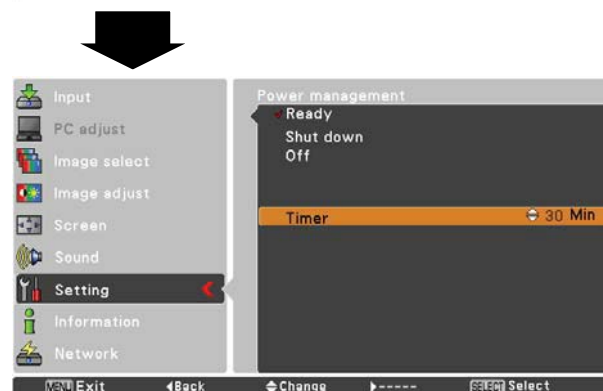 Input
PC adjust
Image select
Image adjust
Screen
Sound
Setting
Information
Network
Power management
Ready
Shut down
Off
Timer 30 Min
MENU Exit Back Change ----- SELECT Select